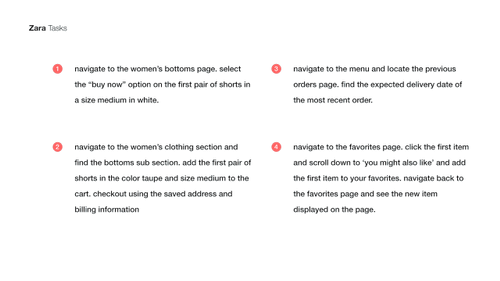 Zara Tasks
1
navigate to the women's bottoms page. select
the "buy now" option on the first pair of shorts in
a size medium in white.
2
navigate to the women's clothing section and
find the bottoms sub section. add the first pair of
shorts in the color taupe and size medium to the
cart. checkout using the saved address and
billing information
3
navigate to the menu and locate the previous
orders page. find the expected delivery date of
the most recent order.
4
navigate to the favorites page. click the first item
and scroll down to 'you might also like' and add
the first item to your favorites. navigate back to
the favorites page and see the new item
displayed on the page.